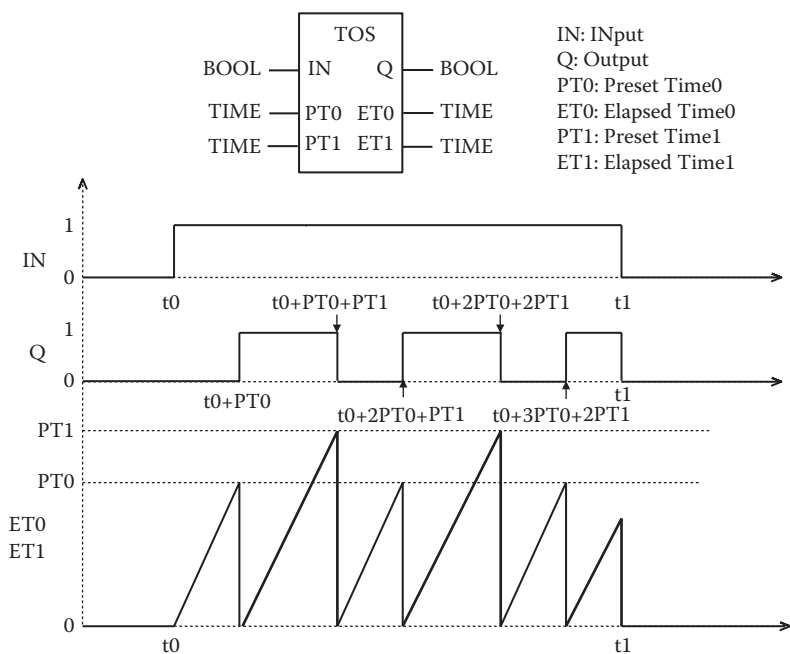 TOS
BOOL IN Q BOOL
TIME PT0 ET0 TIME
TIME PT1 ET1 TIME
IN: INput
Q: Output
PT0: Preset Time0
ET0: Elapsed Time0
PT1: Preset Time1
ET1: Elapsed Time1
1
IN
0
t0 t0+PT0+PT1 t0+2PT0+2PT1 t1
1
Q
0
t1
t0+PT0 t0+2PT0+PT1 t0+3PT0+2PT1
PT1
PT0
ET0
ET1
0
t0 t1